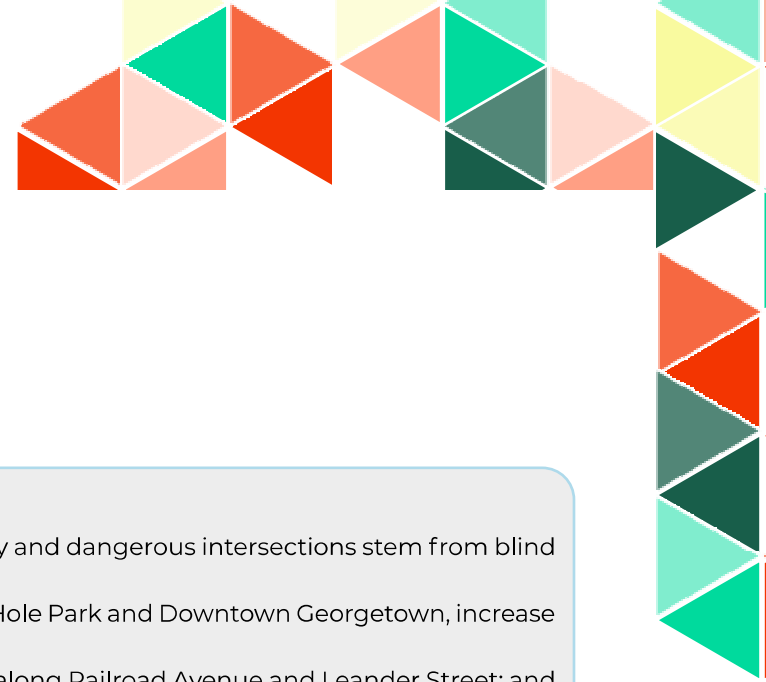 and dangerous intersections stem from blind
Hole Park and Downtown Georgetown, increase
along Railroad Avenue and Leander Street; and